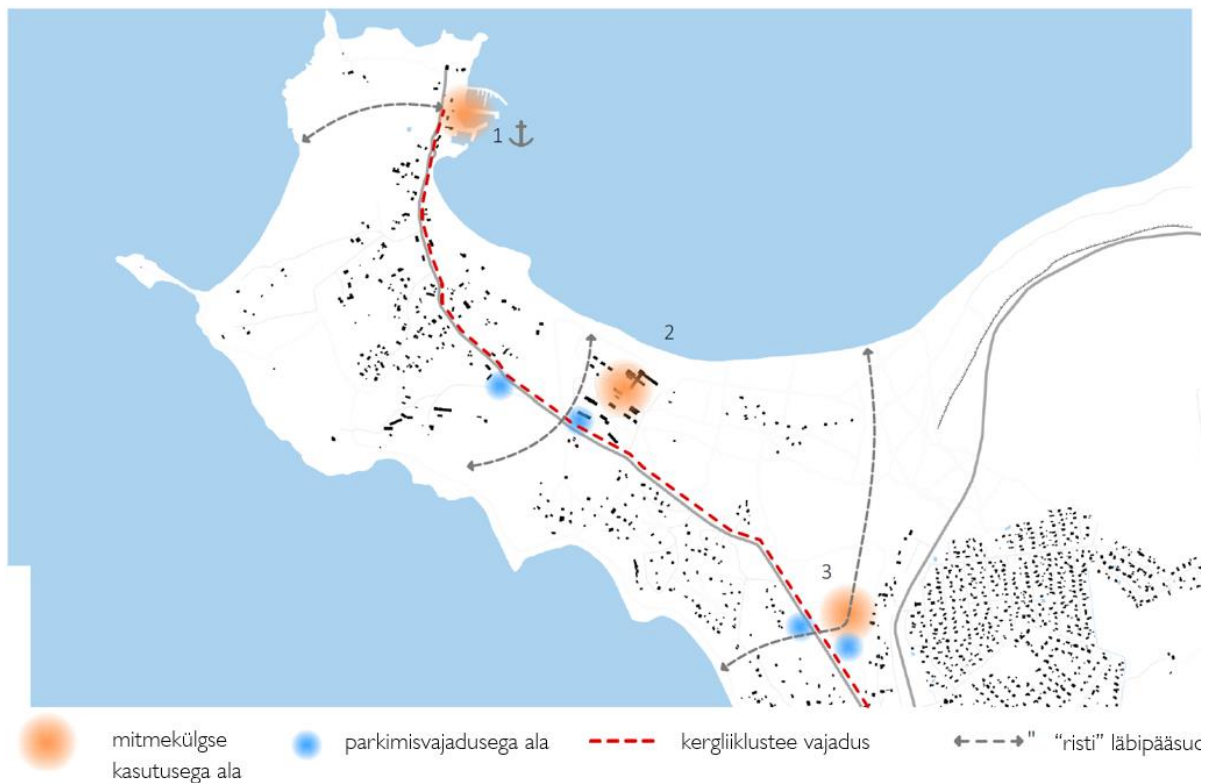 1
2
3
mitmekülgse
kasutusega ala
parkimisvajadusega ala
kergliiklustee vajadus
" "risti" läbipääsuc